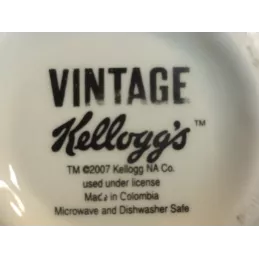 VINTAGE
Kellogg's™
TM ©2007 Kellogg NA Co.
used under license
Made in Colombia
Microwave and Dishwasher Safe